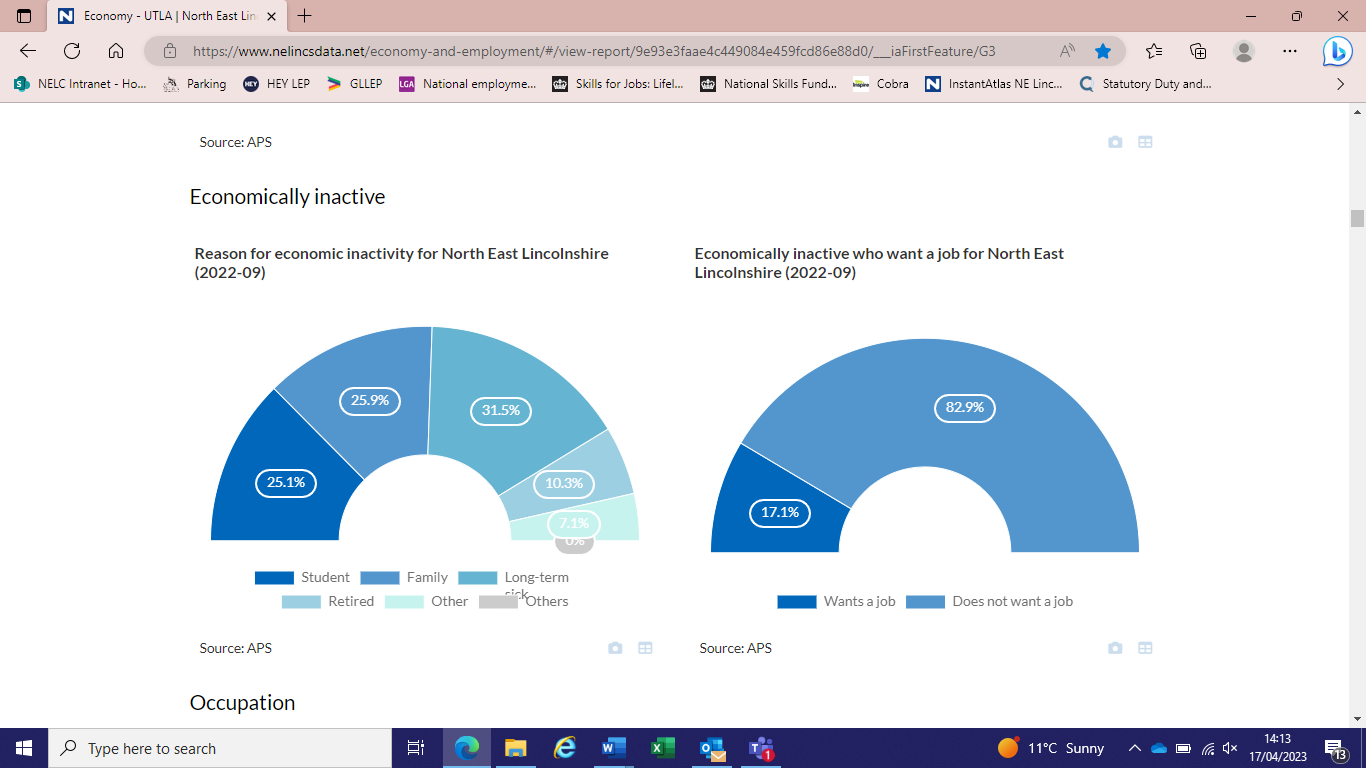 Economy - UTLA | North East Lin
https://www.nelincsdata.net/economy-and-employment/#/view-report/9e93e3faae4c449084e459fcd86e88d0/___iaFirstFeature/G3
NELC Intranet - Ho... Parking HEY HEY LEP GLLEP LGA National employme... Skills for Jobs: Lifel... National Skills Fund... Inspire Cobra N InstantAtlas NE Linc... Statutory Duty and...
Source: APS
Economically inactive
Reason for economic inactivity for North East Lincolnshire
(2022-09)
25.9%
31.5%
25.1%
10.3%
7.1%
0%
Student Family Long-term
sick
Retired Other Others
Source: APS
Economically inactive who want a job for North East
Lincolnshire (2022-09)
82.9%
17.1%
Wants a job Does not want a job
Source: APS
Occupation
Type here to search
11°C Sunny
14:13
17/04/2023
1
13